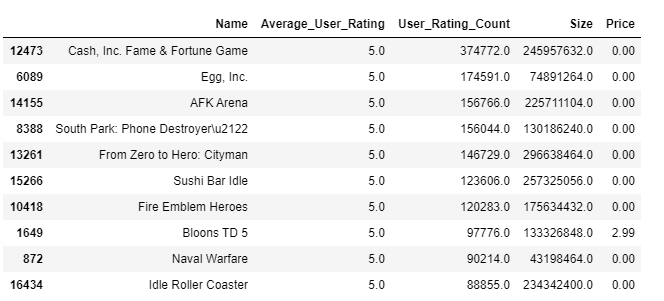 Name Average_User_Rating User_Rating_Count Size Price
12473 Cash, Inc. Fame & Fortune Game 5.0 374772.0 245957632.0 0.00
6089 Egg, Inc. 5.0 174591.0 74891264.0 0.00
14155 AFK Arena 5.0 156766.0 225711104.0 0.00
8388 South Park: Phone Destroyer\u2122 5.0 156044.0 130186240.0 0.00
13261 From Zero to Hero: Cityman 5.0 146729.0 296638464.0 0.00
15266 Sushi Bar Idle 5.0 123606.0 257325056.0 0.00
10418 Fire Emblem Heroes 5.0 120283.0 175634432.0 0.00
1649 Bloons TD 5 5.0 97776.0 133326848.0 2.99
872 Naval Warfare 5.0 90214.0 43198464.0 0.00
16434 Idle Roller Coaster 5.0 88855.0 234342400.0 0.00